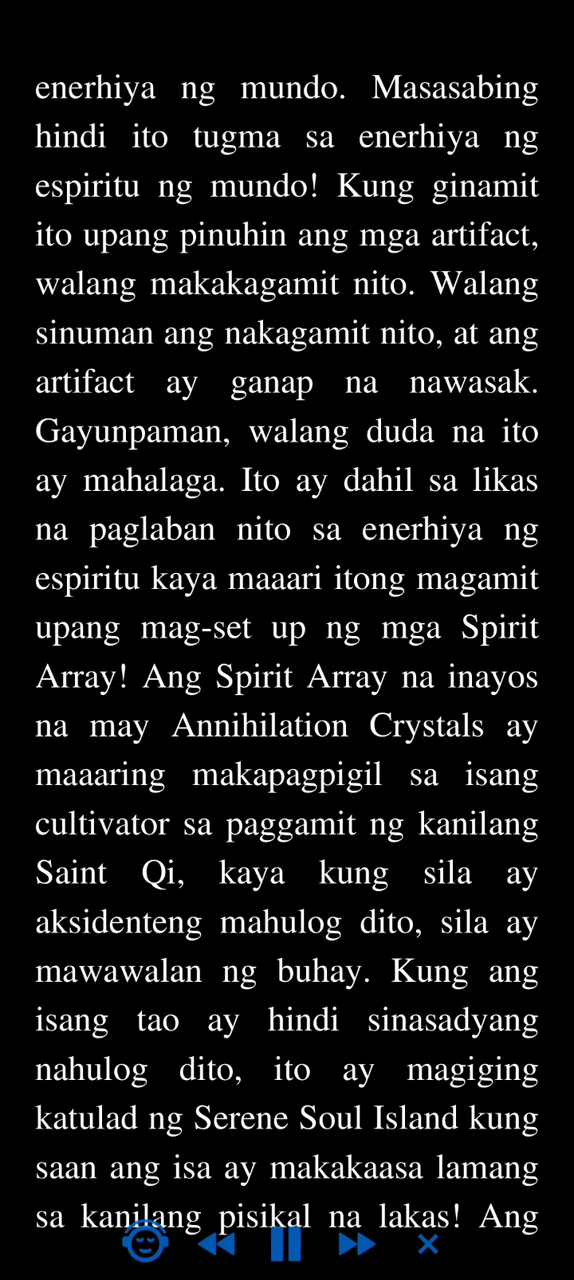 enerhiya ng mundo. Masasabing
hindi ito tugma sa enerhiya ng
espiritu ng mundo! Kung ginamit
ito upang pinuhin ang mga artifact,
walang makakagamit nito. Walang
sinuman ang nakagamit nito, at ang
artifact ay ganap na nawasak.
Gayunpaman, walang duda na ito
ay mahalaga. Ito ay dahil sa likas
na paglaban nito sa enerhiya ng
espiritu kaya maaari itong magamit
upang mag-set up ng mga Spirit
Array! Ang Spirit Array na inayos
na may Annihilation Crystals ay
maaaring makapagpigil sa isang
cultivator sa paggamit ng kanilang
Saint Qi, kaya kung sila ay
aksidenteng mahulog dito, sila ay
mawawalan ng buhay. Kung ang
isang tao ay hindi sinasadyang
nahulog dito, ito ay magiging
katulad ng Serene Soul Island kung
saan ang isa ay makakaasa lamang
sa kanilang pisikal na lakas! Ang